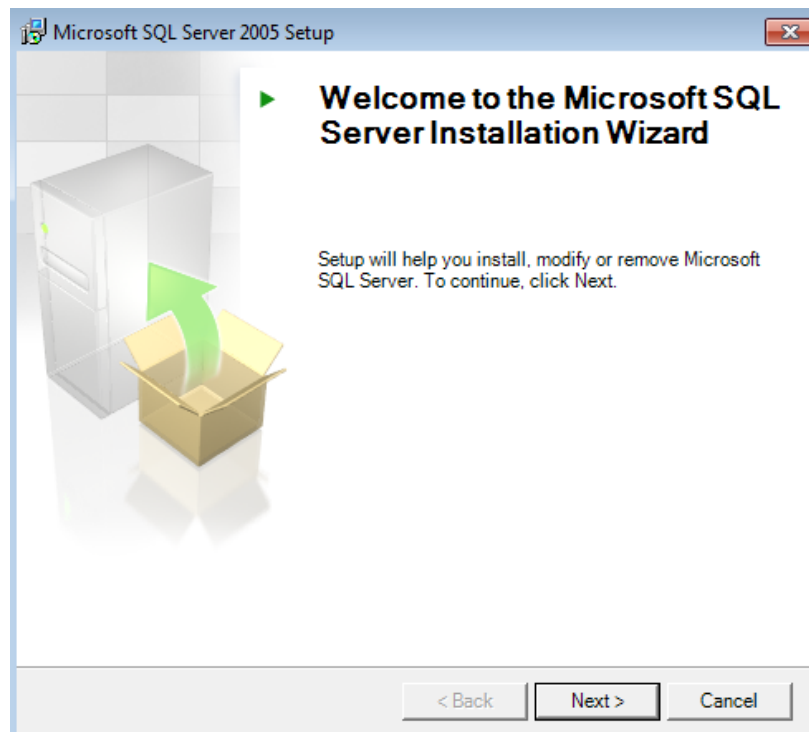 Microsoft SQL Server 2005 Setup
Welcome to the Microsoft SQL
Server Installation Wizard
Setup will help you install, modify or remove Microsoft
SQL Server. To continue, click Next.
< Back
Next >
Cancel